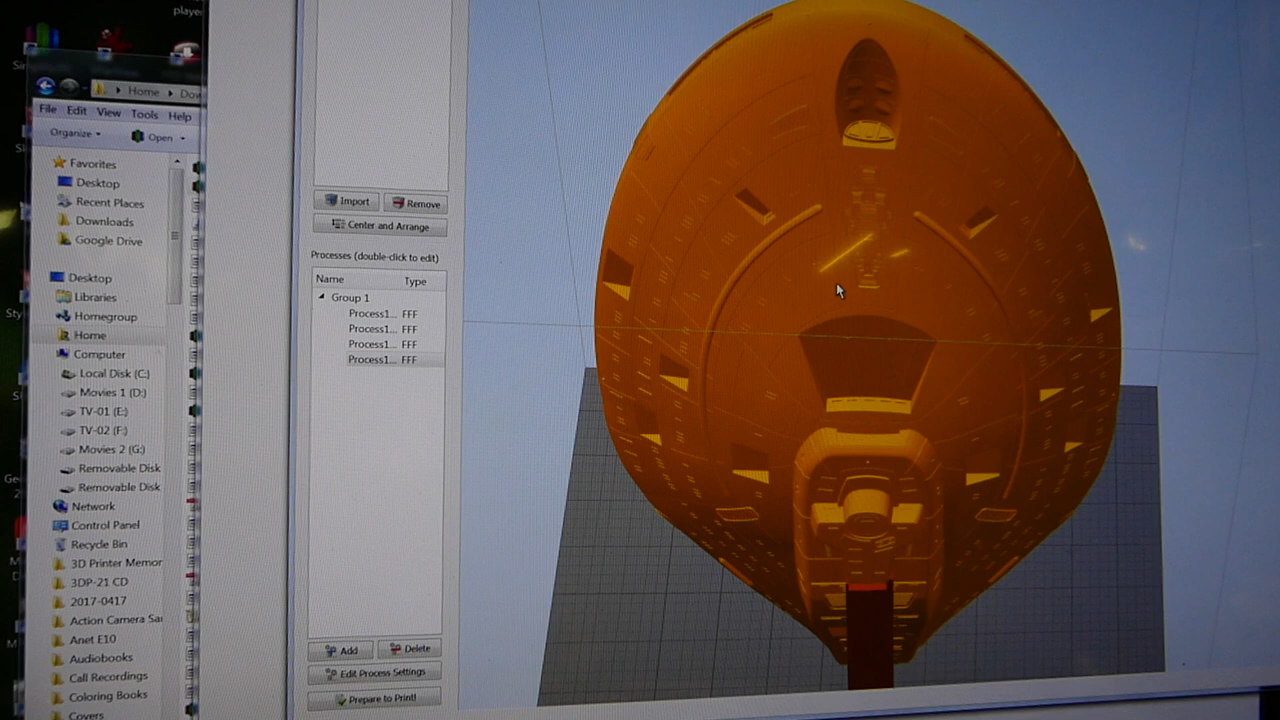 playe
Home
Dow
File Edit View Tools Help
Organize
Open
Favorites
Desktop
Recent Places
Downloads
Google Drive
Desktop
Libraries
Homegroup
Home
Computer
Local Disk (C:)
Movies 1 (D:)
TV-01 (E:)
TV-02 (F:)
Movies 2 (G:)
Removable Disk
Removable Disk
Network
Control Panel
Recycle Bin
3D Printer Memor
3DP-21 CD
2017-0417
Action Camera Sa
Anet E10
Audiobooks
Call Recordings
Coloring Books
Covers
Import Remove
Center and Arrange
Processes (double-click to edit)
Name Type
Group 1
Process1... FFF
Process1... FFF
Process1... FFF
Process1... FFF
Add Delete
Edit Process Settings
Prepare to Print!